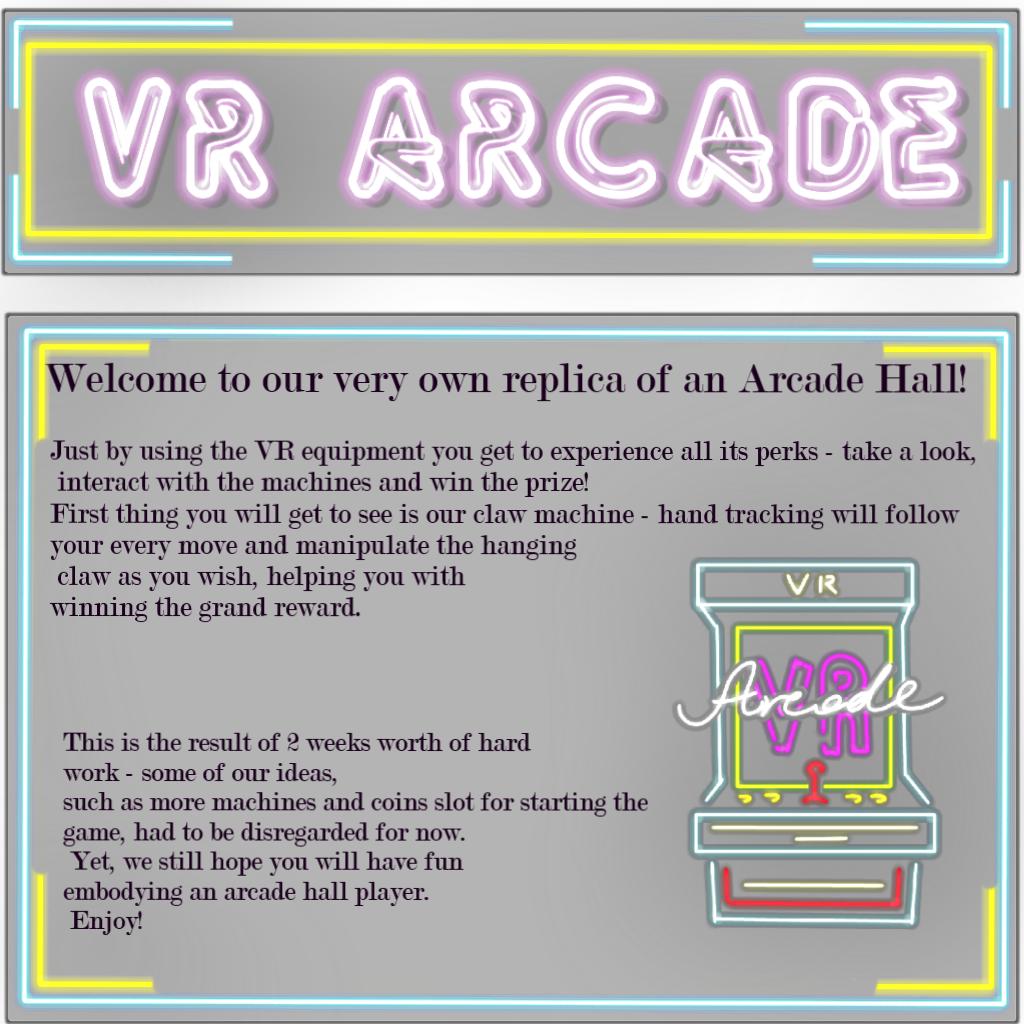 VR ARCADE
Welcome to our very own replica of an Arcade Hall!
Just by using the VR equipment you get to experience all its perks - take a look,
interact with the machines and win the prize!
First thing you will get to see is our claw machine - hand tracking will follow
your every move and manipulate the hanging
claw as you wish, helping you with
winning the grand reward.
VR
VR
Arcade
This is the result of 2 weeks worth of hard
work - some of our ideas,
such as more machines and coins slot for starting the
game, had to be disregarded for now.
Yet, we still hope you will have fun
embodying an arcade hall player.
Enjoy!